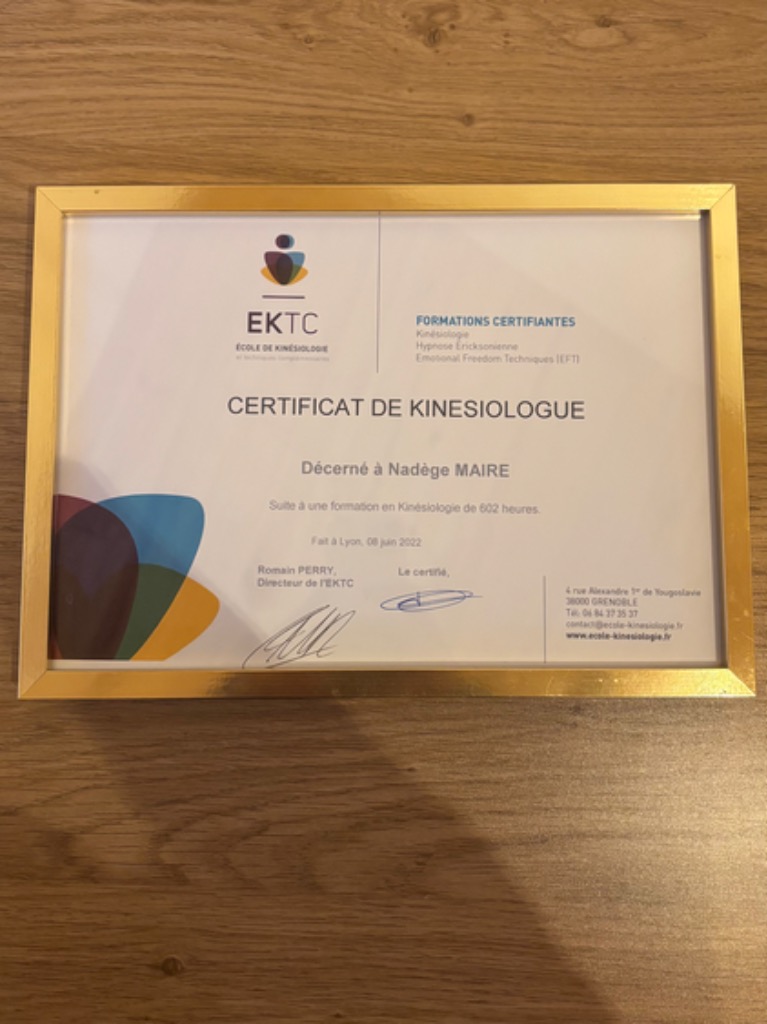 EKTC
ÉCOLE DE KINÉSIOLOGIE
et techniques complémentaires
FORMATIONS CERTIFIANTES
Kinésiologie
Hypnose Ericksonienne
Emotional Freedom Techniques (EFT)
CERTIFICAT DE KINESIOLOGUE
Décerné à Nadège MAIRE
Suite à une formation en Kinésiologie de 602 heures.
Fait à Lyon, 08 juin 2022
Romain PERRY,
Directeur de l'EKTC
Le certifié,
4 rue Alexandre 1er de Yougoslavie
38000 GRENOBLE
Tél: 06 84 37 35 37
contact@ecole-kinesiologie.fr
www.ecole-kinesiologie.fr